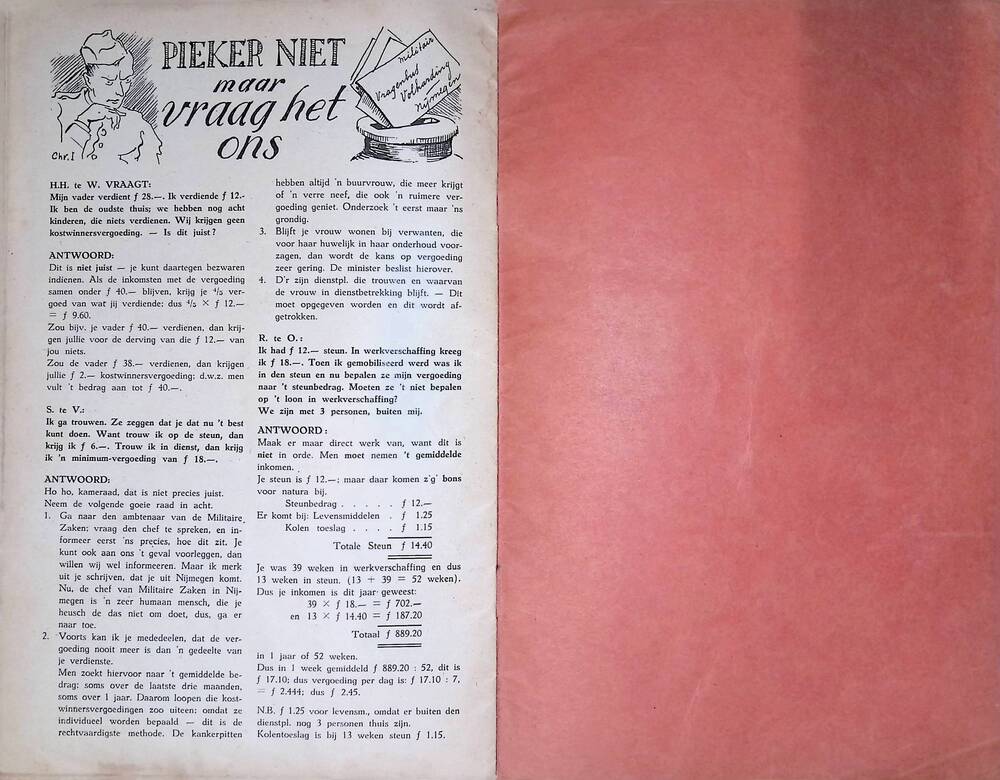 PIEKER NIET
maar
vraag het
ons
Chr. I
militair
Vragenbus
Volharding
Nijmegen
H.H. te W. VRAAGT:
Mijn vader verdient ƒ 28.—. Ik verdiende ƒ 12.-
Ik ben de oudste thuis; we hebben nog acht
kinderen, die niets verdienen. Wij krijgen geen
kostwinnersvergoeding. — Is dit juist?
ANTWOORD:
Dit is niet juist — je kunt daartegen bezwaren
indienen. Als de inkomsten met de vergoeding
samen onder ƒ 40.— blijven, krijg je ⁴/₅ ver-
goed van wat jij verdiende: dus ⁴/₅ × ƒ 12.—
= ƒ 9.60.
Zou bijv. je vader ƒ 40.— verdienen, dan krij-
gen jullie voor de derving van die ƒ 12.— van
jou niets.
Zou de vader ƒ 38.— verdienen, dan krijgen
jullie ƒ 2.— kostwinnersvergoeding; d.w.z. men
vult 't bedrag aan tot ƒ 40.—.
S. te V.:
Ik ga trouwen. Ze zeggen dat je dat nu 't best
kunt doen. Want trouw ik op de steun, dan
krijg ik ƒ 6.—. Trouw ik in dienst, dan krijg
ik 'n minimum-vergoeding van ƒ 18.—.
ANTWOORD:
Ho ho, kameraad, dat is niet precies juist.
Neem de volgende goeie raad in acht.
1. Ga naar den ambtenaar van de Militaire
Zaken; vraag den chef te spreken, en in-
formeer eerst 'ns precies, hoe dit zit. Je
kunt ook aan ons 't geval voorleggen, dan
willen wij wel informeeren. Maar ik merk
uit je schrijven, dat je uit Nijmegen komt.
Nu, de chef van Militaire Zaken in Nij-
megen is 'n zeer humaan mensch, die je
heusch de das niet om doet, dus, ga er
naar toe.
2. Voorts kan ik je mededeelen, dat de ver-
goeding nooit meer is dan 'n gedeelte van
je verdienste.
Men zoekt hiervoor naar 't gemiddelde be-
drag; soms over de laatste drie maanden,
soms over 1 jaar. Daarom loopen die kost-
winnersvergoedingen zoo uiteen: omdat ze
individueel worden bepaald — dit is de
rechtvaardigste methode. De kankerpitten
hebben altijd 'n buurvrouw, die meer krijgt
of 'n verre neef, die ook 'n ruimere ver-
goeding geniet. Onderzoek 't eerst maar 'ns
grondig.
3. Blijft je vrouw wonen bij verwanten, die
voor haar huwelijk in haar onderhoud voor-
zagen, dan wordt de kans op vergoeding
zeer gering. De minister beslist hierover.
4. D'r zijn dienstpl. die trouwen en waarvan
de vrouw in dienstbetrekking blijft. — Dit
moet opgegeven worden en dit wordt af-
getrokken.
R. te O.:
Ik had ƒ 12.— steun. In werkverschaffing kreeg
ik ƒ 18.—. Toen ik gemobiliseerd werd was ik
in den steun en nu bepalen ze mijn vergoeding
naar 't steunbedrag. Moeten ze 't niet bepalen
op 't loon in werkverschaffing?
We zijn met 3 personen, buiten mij.
ANTWOORD:
Maak er maar direct werk van, want dit is
niet in orde. Men moet nemen 't gemiddelde
inkomen.
Je steun is ƒ 12.—; maar daar komen z'g' bons
voor natura bij.
Steunbedrag . . . . . ƒ 12.—
Er komt bij: Levensmiddelen . ƒ 1.25
Kolen toeslag . . . . ƒ 1.15
Totale Steun ƒ 14.40
Je was 39 weken in werkverschaffing en dus
13 weken in steun. (13 + 39 = 52 weken).
Dus je inkomen is dit jaar geweest:
39 × ƒ 18.— = ƒ 702.—
en 13 × ƒ 14.40 = ƒ 187.20
Totaal ƒ 889.20
in 1 jaar of 52 weken.
Dus in 1 week gemiddeld ƒ 889.20 : 52, dit is
ƒ 17.10; dus vergoeding per dag is: ƒ 17.10 : 7,
= ƒ 2.444; dus ƒ 2.45.
N.B. ƒ 1.25 voor levensm., omdat er buiten den
dienstpl. nog 3 personen thuis zijn.
Kolentoeslag is bij 13 weken steun ƒ 1.15.